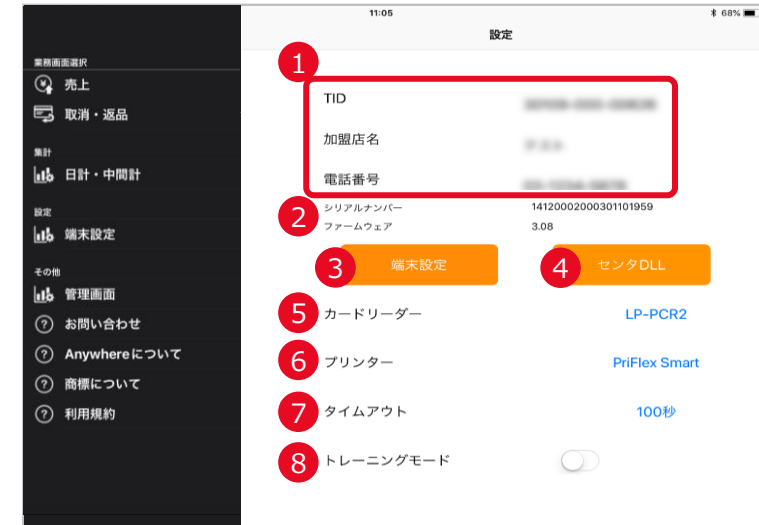 11:05
68%
設定
業務画面選択
売上
取消・返品
集計
日計・中間計
設定
端末設定
その他
管理画面
お問い合わせ
Anywhereについて
商標について
利用規約
1
TID
加盟店名
電話番号
2
シリアルナンバー 14120002000301101959
ファームウェア 3.08
3 端末設定 4 センタDLL
5 カードリーダー LP-PCR2
6 プリンター PriFlex Smart
7 タイムアウト 100秒
8 トレーニングモード